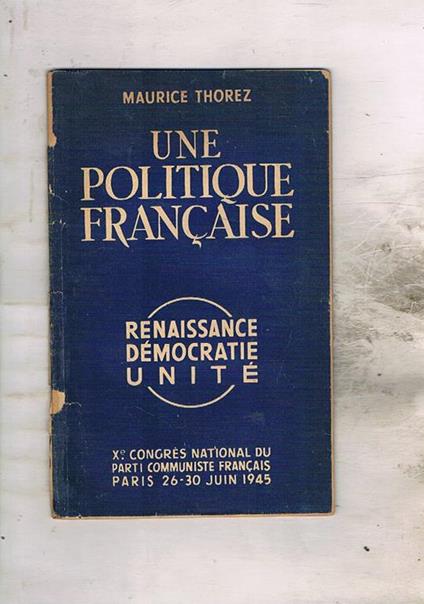 MAURICE THOREZ
UNE
POLITIQUE
FRANÇAISE
RENAISSANCE
DÉMOCRATIE
UNITÉ
Xe CONGRÈS NATIONAL DU
PARTI COMMUNISTE FRANÇAIS
PARIS 26-30 JUIN 1945